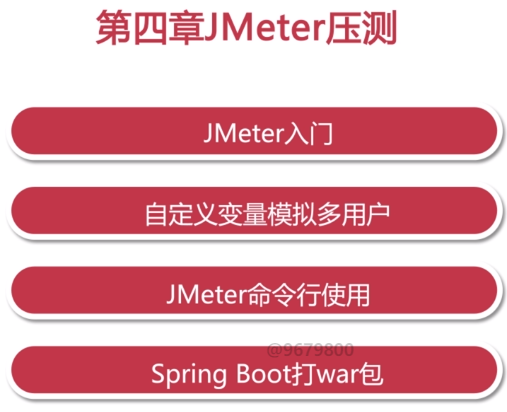 第四章JMeter压测
JMeter入门
自定义变量模拟多用户
JMeter命令行使用
@9679800
Spring Boot打war包